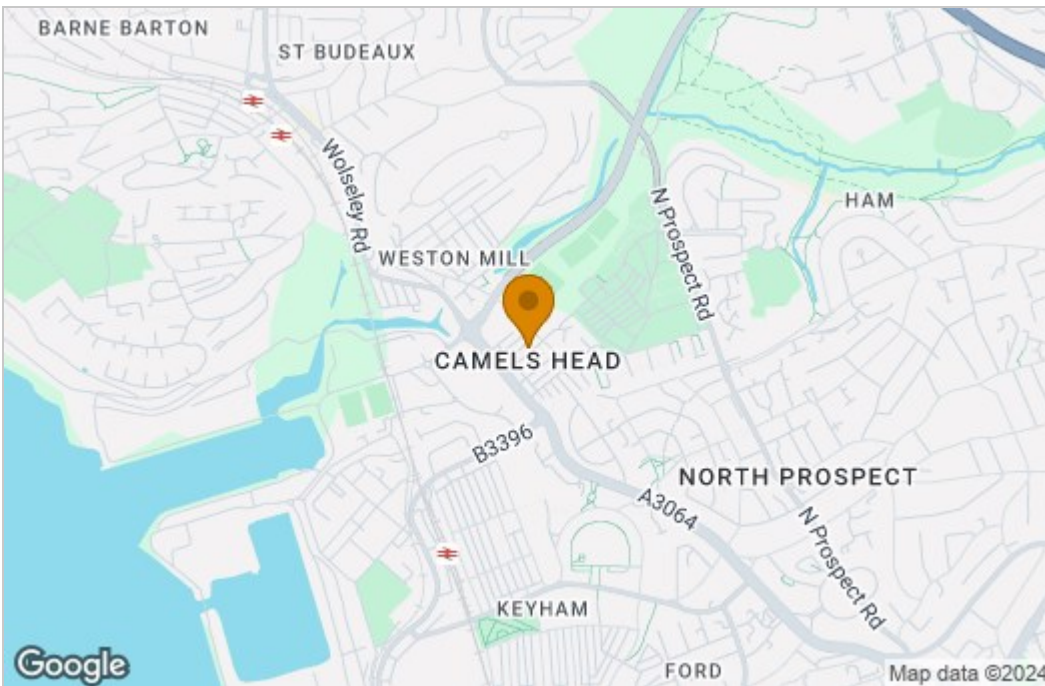 BARNE BARTON
ST BUDEAUX
Wolseley Rd
N Prospect Rd
HAM
WESTON MILL
CAMELS HEAD
B3396
NORTH PROSPECT
A3064
N Prospect Rd
KEYHAM
FORD
Google
Map data ©2024